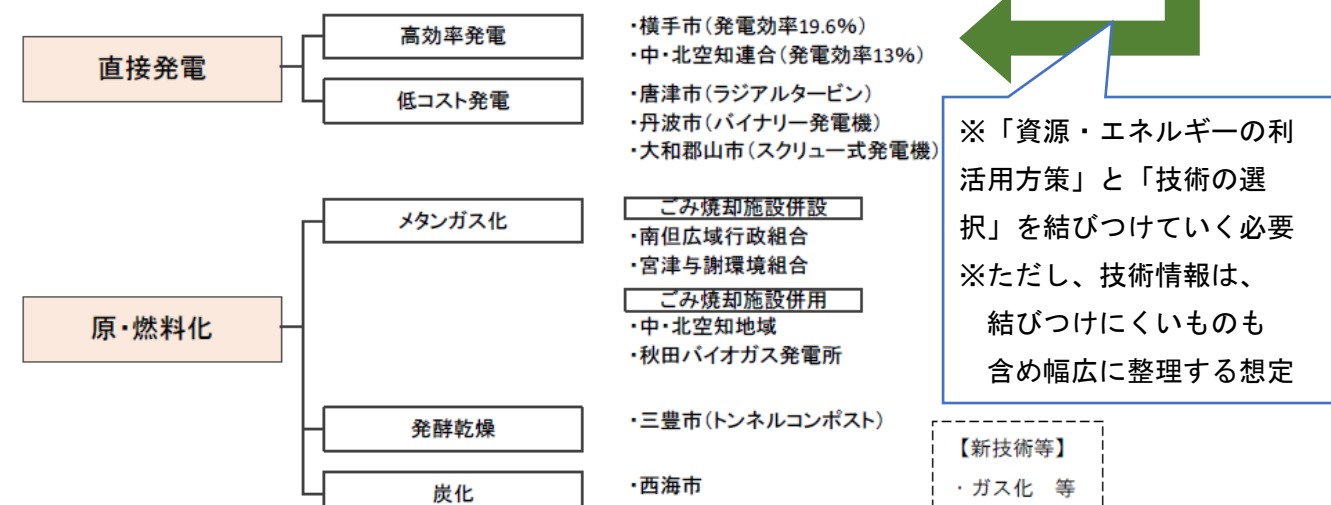 直接発電
高効率発電
・横手市(発電効率19.6%)
・中・北空知連合(発電効率13%)
低コスト発電
・唐津市(ラジアルタービン)
・丹波市(バイナリー発電機)
・大和郡山市(スクリュー式発電機)
原・燃料化
メタンガス化
ごみ焼却施設併設
・南但広域行政組合
・宮津与謝環境組合
ごみ焼却施設併用
・中・北空知地域
・秋田バイオガス発電所
発酵乾燥
・三豊市(トンネルコンポスト)
炭化
・西海市
※「資源・エネルギーの利
活用方策」と「技術の選
択」を結びつけていく必要
※ただし、技術情報は、
結びつけにくいものも
含め幅広に整理する想定
【新技術等】
・ガス化 等